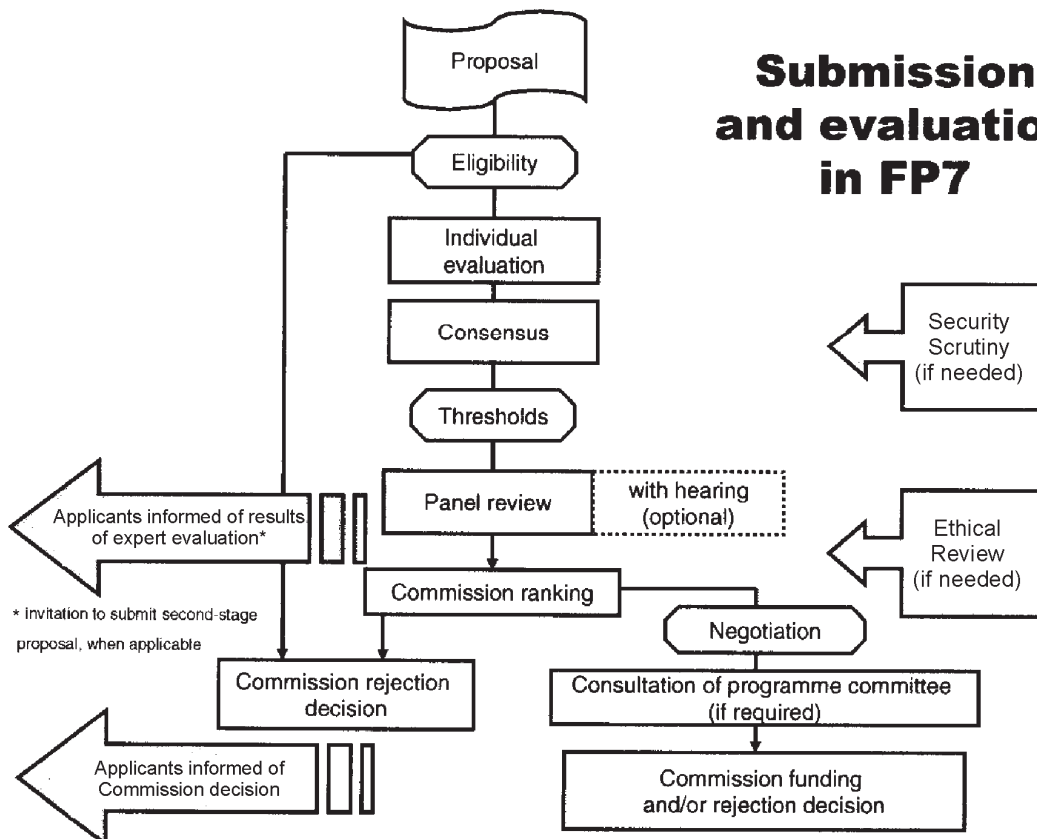 Proposal
Submission
and evaluatio
in FP7
Eligibility
Individual
evaluation
Consensus
Security
Scrutiny
(if needed)
Thresholds
Panel review
with hearing
(optional)
Applicants informed of results
of expert evaluation*
Ethical
Review
(if needed)
Commission ranking
* invitation to submit second-stage
proposal, when applicable
Negotiation
Commission rejection
decision
Consultation of programme committee
(if required)
Applicants informed of
Commission decision
Commission funding
and/or rejection decision